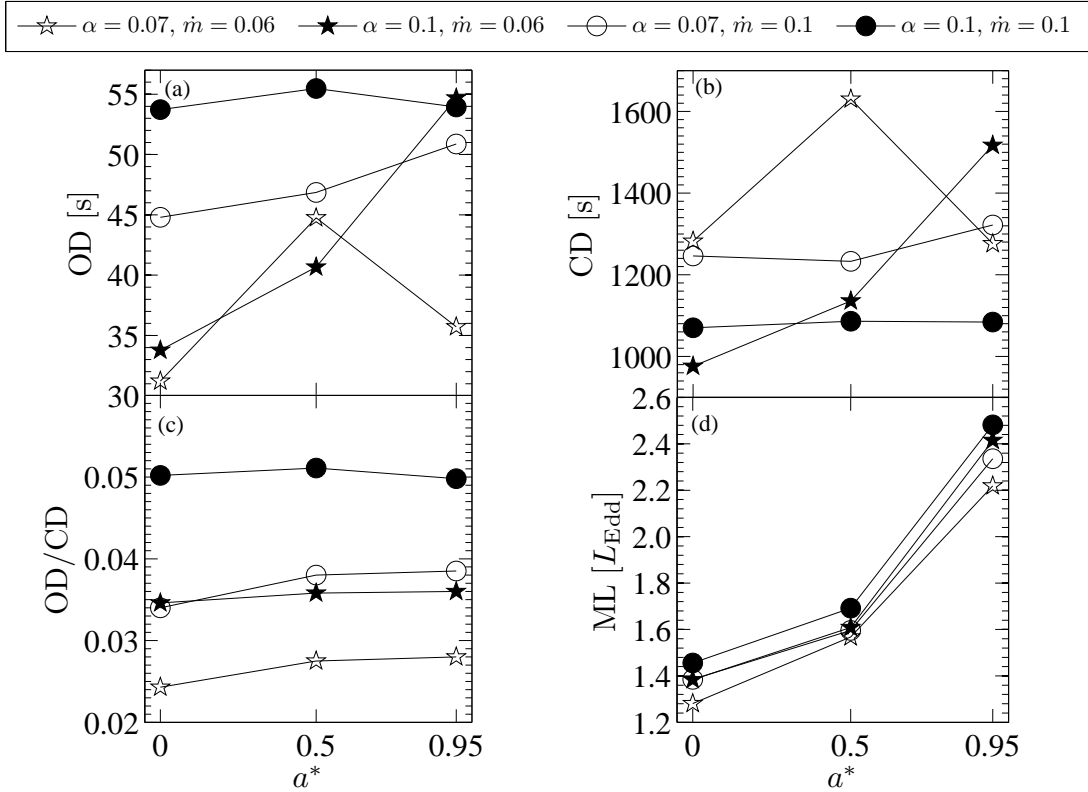 α = 0.07, ṁ = 0.06 α = 0.1, ṁ = 0.06 α = 0.07, ṁ = 0.1 α = 0.1, ṁ = 0.1
(a)
55
50
45
40
35
30
OD [s]
(b)
1600
1400
1200
1000
CD [s]
(c)
0.05
0.04
0.03
0.02
OD/CD
0 0.5 0.95
a*
(d)
2.6
2.4
2.2
2.0
1.8
1.6
1.4
1.2
ML [L_Edd]
0 0.5 0.95
a*